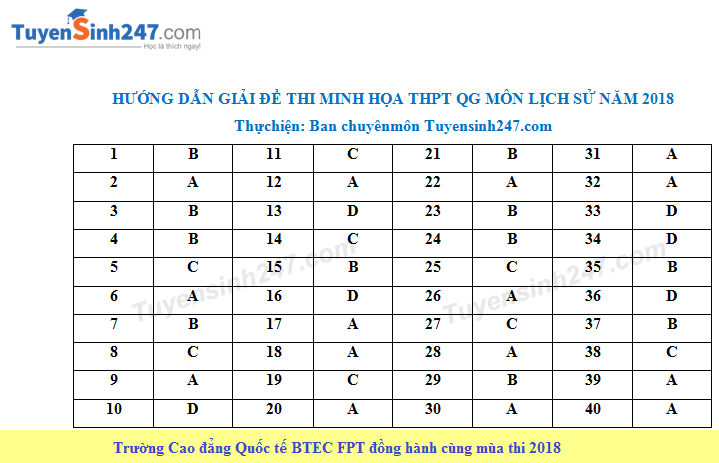 TuyenSinh247.com
Học là thích ngay!
HƯỚNG DẪN GIẢI ĐỀ THI MINH HỌA THPT QG MÔN LỊCH SỬ NĂM 2018
Thựchiện: Ban chuyênmôn Tuyensinh247.com
1 B 11 C 21 B 31 A
2 A 12 A 22 A 32 A
3 B 13 D 23 B 33 D
4 B 14 C 24 B 34 D
5 C 15 B 25 C 35 B
6 A 16 D 26 A 36 D
7 B 17 A 27 C 37 B
8 C 18 A 28 A 38 C
9 A 19 C 29 B 39 A
10 D 20 A 30 A 40 A
Tuyensinh247.com
Tuyensinh247.com
Trường Cao đẳng Quốc tế BTEC FPT đồng hành cùng mùa thi 2018